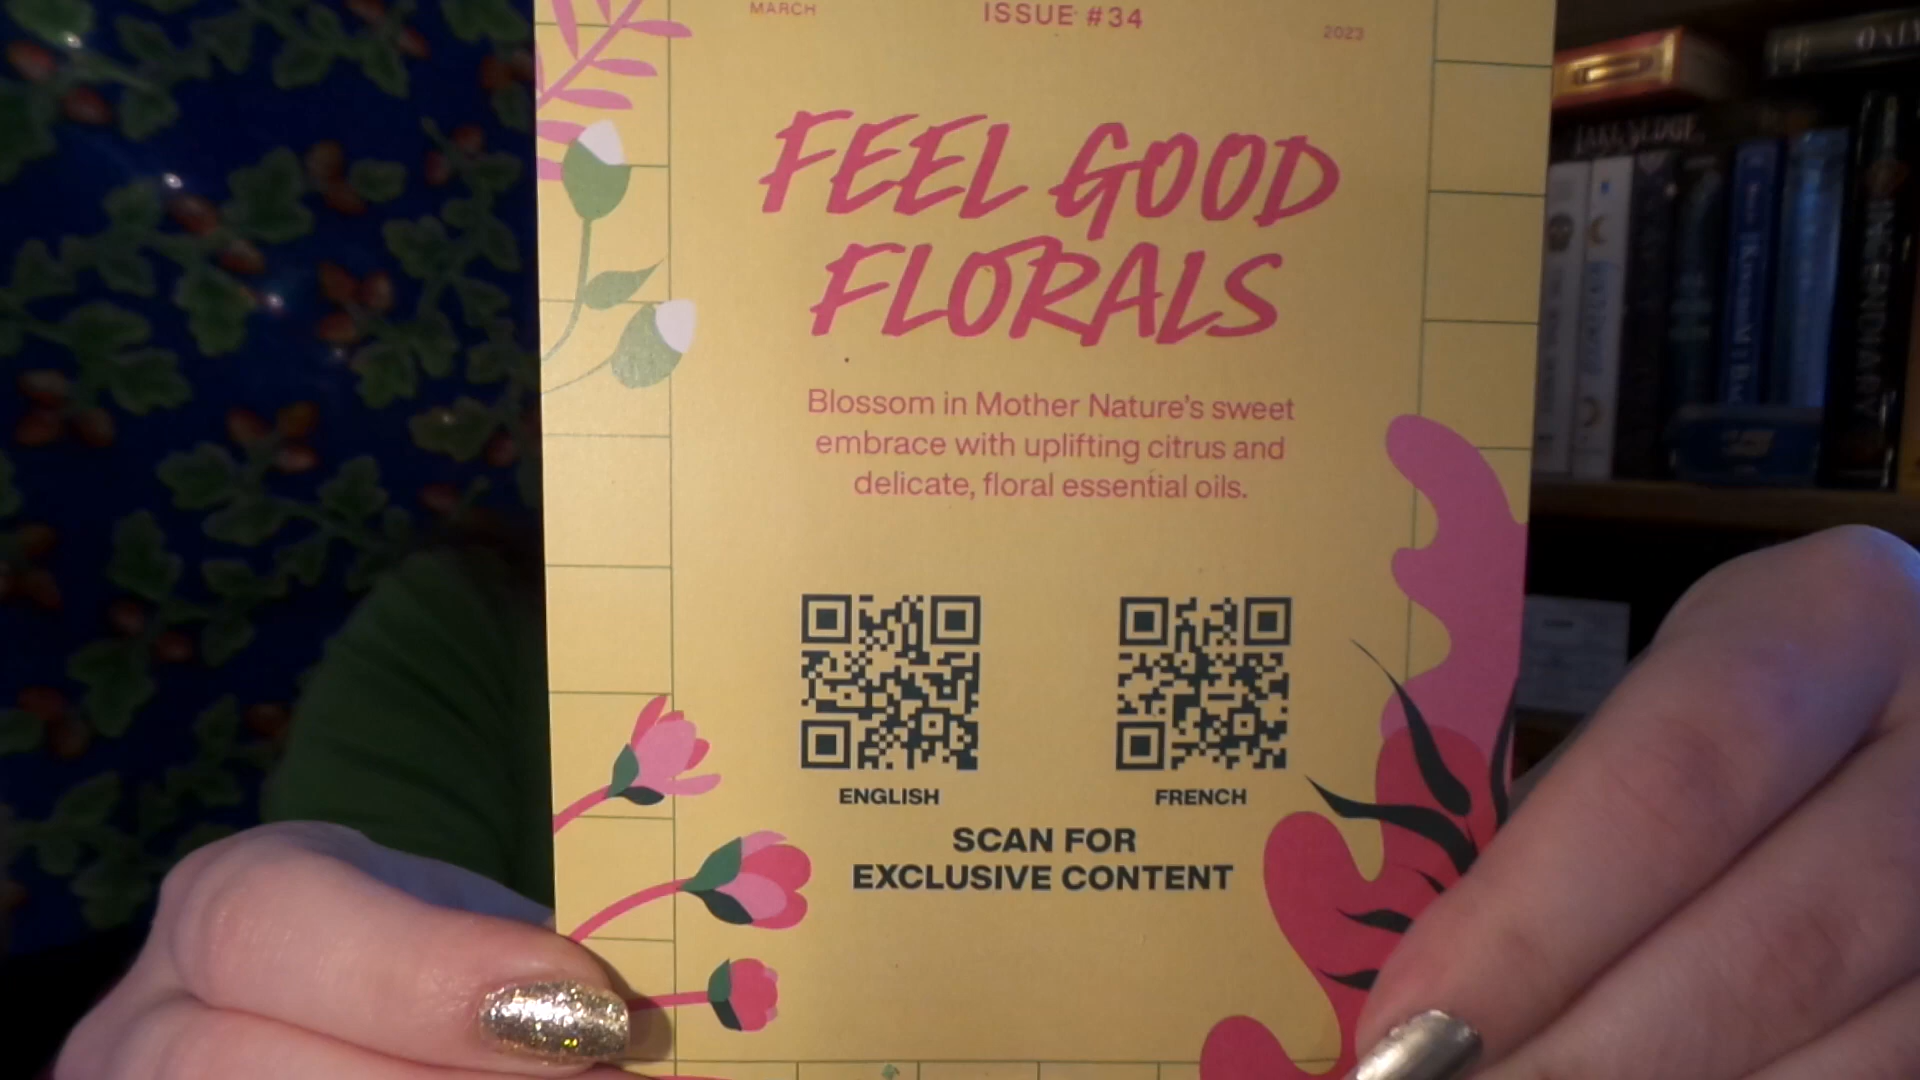 MARCH
ISSUE #34
2023
FEEL GOOD
FLORALS
Blossom in Mother Nature's sweet
embrace with uplifting citrus and
delicate, floral essential oils.
ENGLISH
FRENCH
SCAN FOR
EXCLUSIVE CONTENT
INCENDIARY